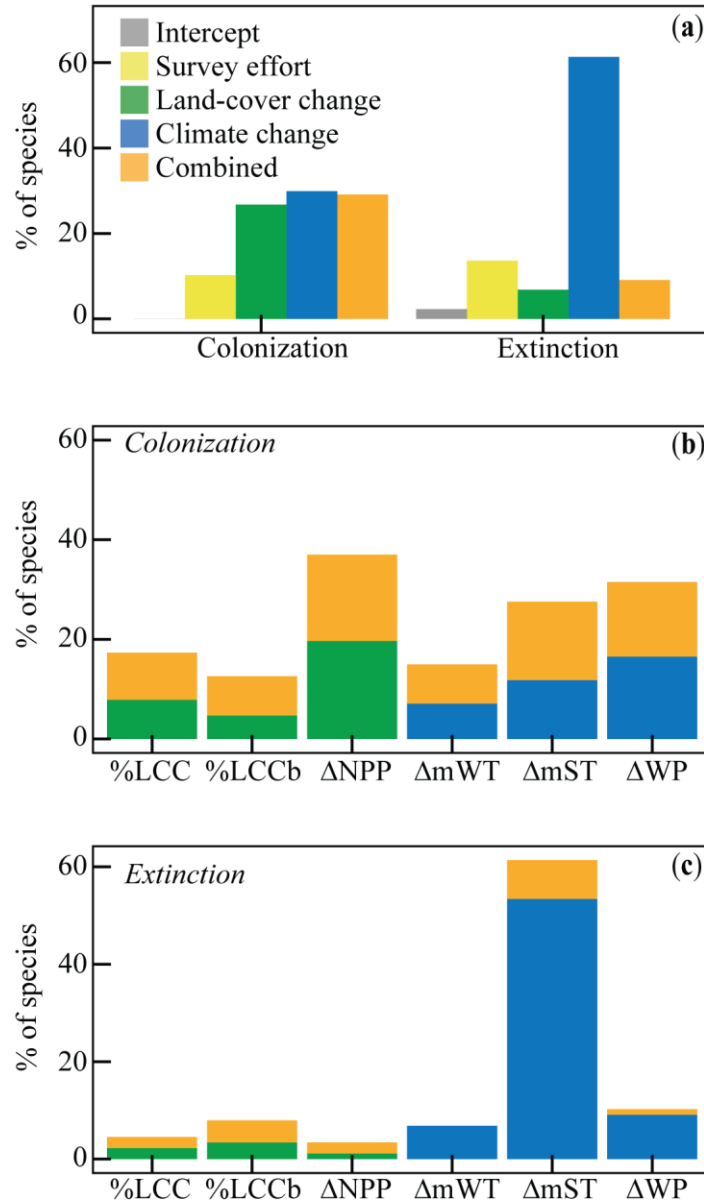 (a)
Intercept
Survey effort
Land-cover change
Climate change
Combined
% of species
60
40
20
0
Colonization Extinction
(b)
Colonization
% of species
60
40
20
0
%LCC %LCCb ΔNPP ΔmWT ΔmST ΔWP
(c)
Extinction
% of species
60
40
20
0
%LCC %LCCb ΔNPP ΔmWT ΔmST ΔWP